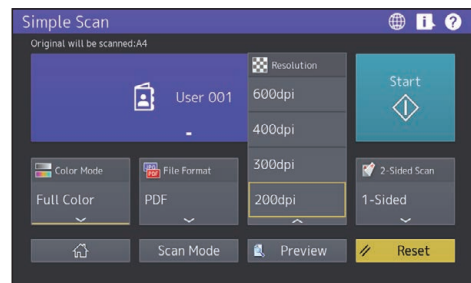 Simple Scan
Original will be scanned:A4
User 001
Resolution
600dpi
400dpi
300dpi
200dpi
Start
Color Mode
Full Color
File Format
PDF
2-Sided Scan
1-Sided
Scan Mode
Preview
Reset